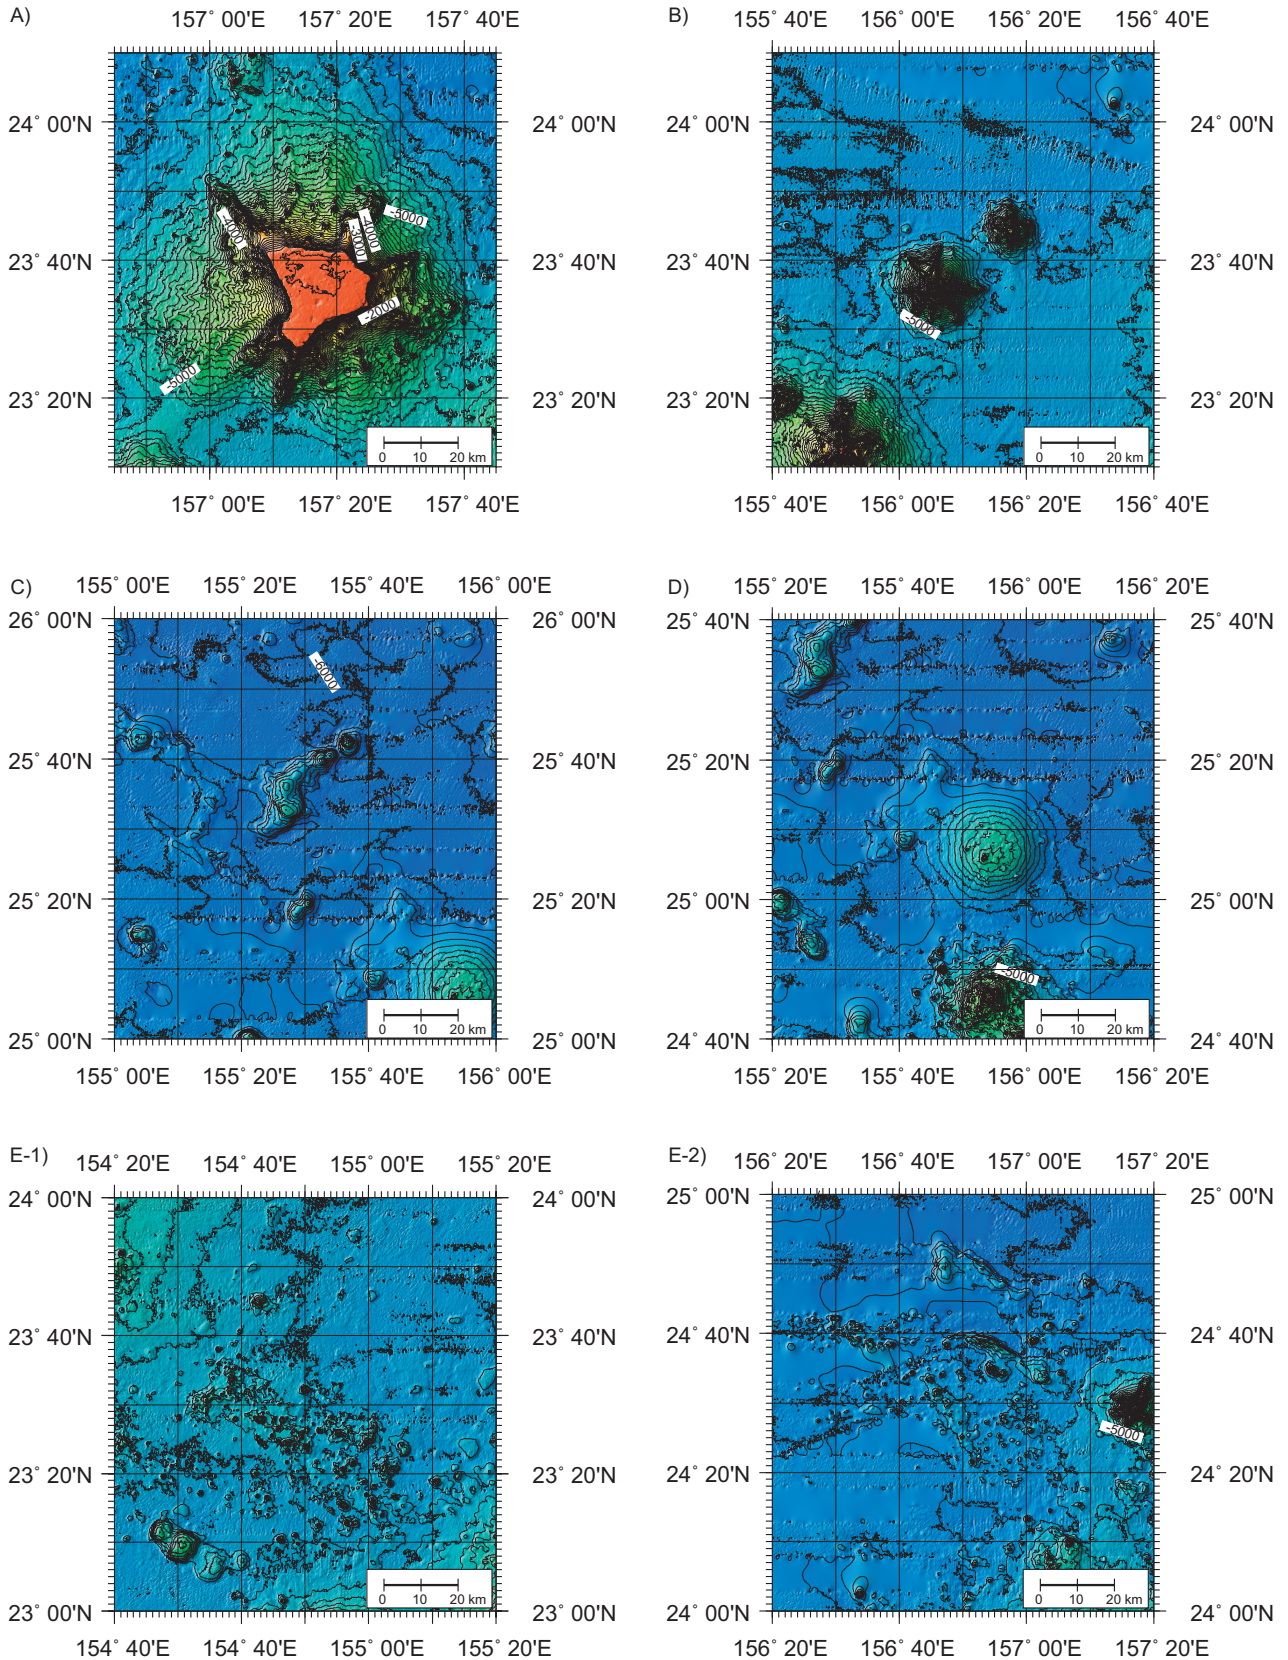 A)
157° 00'E 157° 20'E 157° 40'E
24° 00'N 24° 00'N
23° 40'N 23° 40'N
23° 20'N 23° 20'N
-4000
-3000
-4000
-5000
-2000
-5000
0 10 20 km
157° 00'E 157° 20'E 157° 40'E
B)
155° 40'E 156° 00'E 156° 20'E 156° 40'E
24° 00'N
23° 40'N
23° 20'N
-5000
0 10 20 km
155° 40'E 156° 00'E 156° 20'E 156° 40'E
C)
155° 00'E 155° 20'E 155° 40'E 156° 00'E
26° 00'N 26° 00'N
-6000
25° 40'N 25° 40'N
25° 20'N 25° 20'N
0 10 20 km
25° 00'N 25° 00'N
155° 00'E 155° 20'E 155° 40'E 156° 00'E
D)
155° 20'E 155° 40'E 156° 00'E 156° 20'E
25° 40'N 25° 40'N
25° 20'N 25° 20'N
25° 00'N 25° 00'N
-5000
0 10 20 km
24° 40'N 24° 40'N
155° 20'E 155° 40'E 156° 00'E 156° 20'E
E-1)
154° 20'E 154° 40'E 155° 00'E 155° 20'E
24° 00'N 24° 00'N
23° 40'N 23° 40'N
23° 20'N 23° 20'N
0 10 20 km
23° 00'N 23° 00'N
154° 40'E 154° 40'E 155° 00'E 155° 20'E
E-2)
156° 20'E 156° 40'E 157° 00'E 157° 20'E
25° 00'N 25° 00'N
24° 40'N 24° 40'N
-5000
24° 20'N 24° 20'N
0 10 20 km
24° 00'N 24° 00'N
156° 20'E 156° 40'E 157° 00'E 157° 20'E